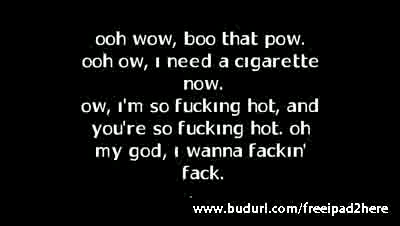 ooh wow, boo that pow.
ooh ow, i need a cigarette
now.
ow, i'm so fucking hot, and
you're so fucking hot. oh
my god, i wanna fackin'
fack.
www.budurl.com/freeipad2here